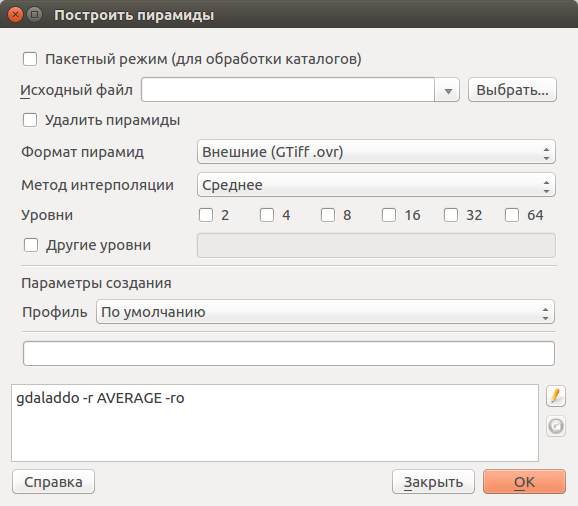 Построить пирамиды
Пакетный режим (для обработки каталогов)
Исходный файл Выбрать...
Удалить пирамиды
Формат пирамид Внешние (GTiff .ovr)
Метод интерполяции Среднее
Уровни 2 4 8 16 32 64
Другие уровни
Параметры создания
Профиль По умолчанию
gdaladdo -r AVERAGE -ro
Справка Закрыть OK